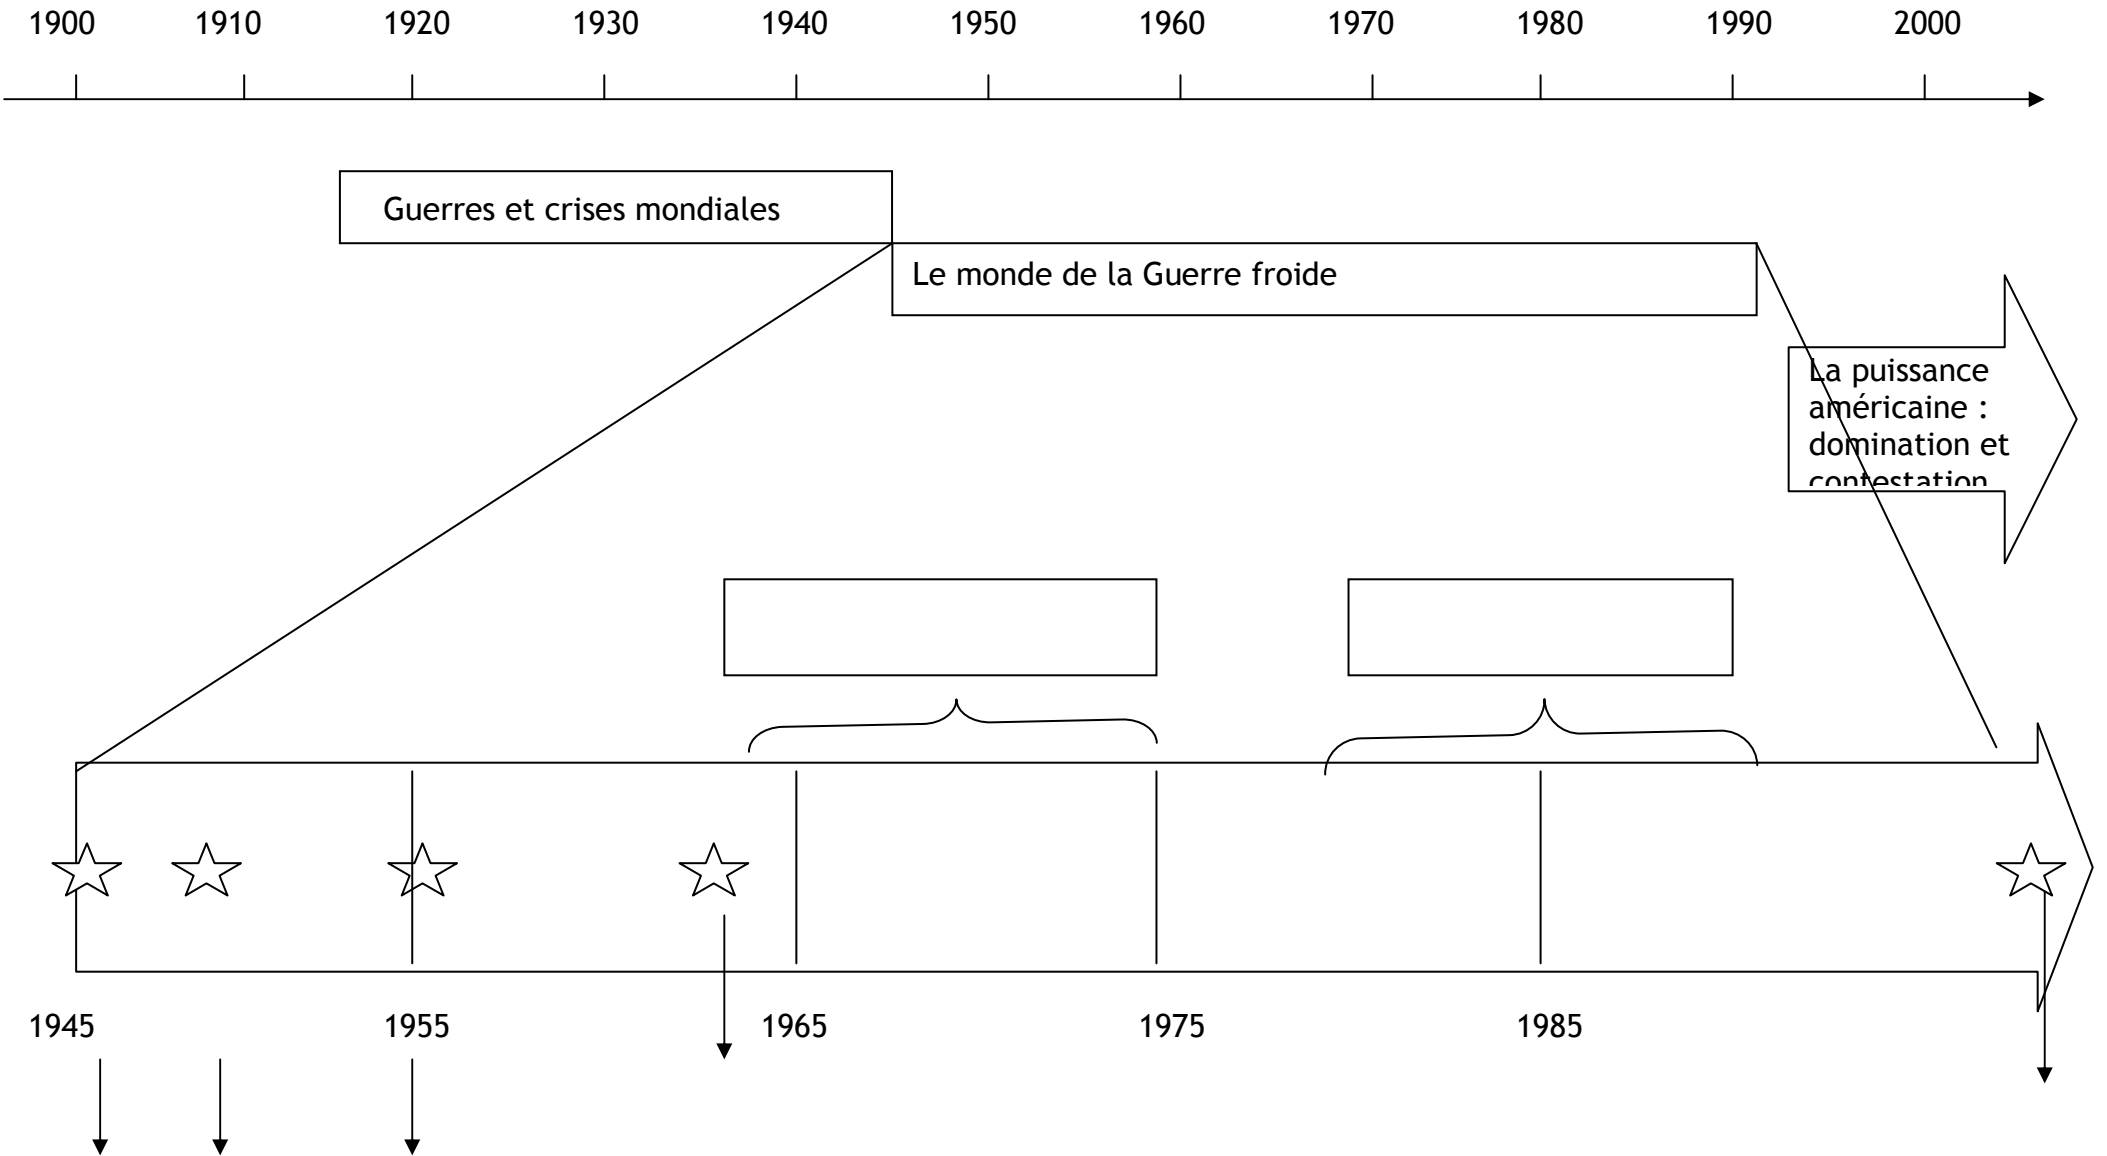 1900 1910 1920 1930 1940 1950 1960 1970 1980 1990 2000
Guerres et crises mondiales
Le monde de la Guerre froide
La puissance
américaine :
domination et
contestation
1945 1955 1965 1975 1985